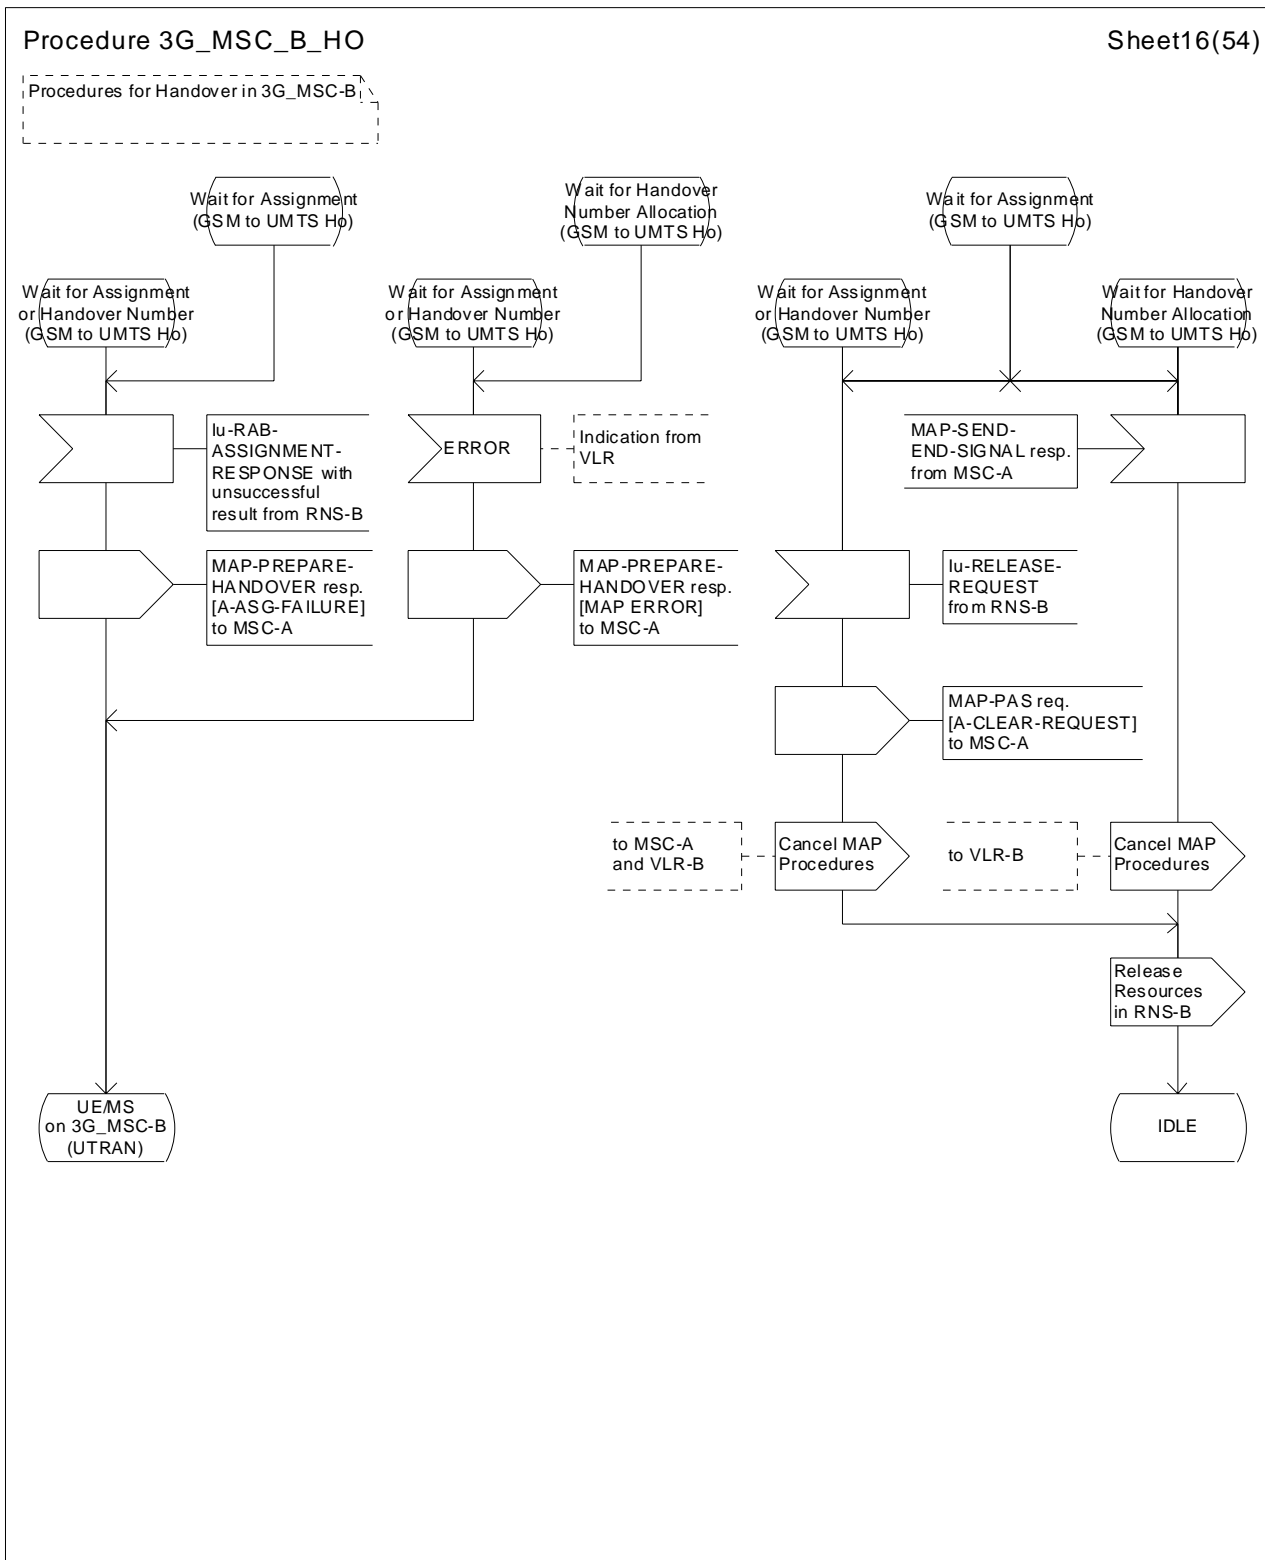 Procedure 3G_MSC_B_HO
Sheet16(54)
Procedures for Handover in 3G_MSC-B
Wait for Assignment
(GSM to UMTS Ho)
Wait for Handover
Number Allocation
(GSM to UMTS Ho)
Wait for Assignment
(GSM to UMTS Ho)
Wait for Assignment
or Handover Number
(GSM to UMTS Ho)
Wait for Assignment
or Handover Number
(GSM to UMTS Ho)
Wait for Assignment
or Handover Number
(GSM to UMTS Ho)
Wait for Handover
Number Allocation
(GSM to UMTS Ho)
Iu-RAB-
ASSIGNMENT-
RESPONSE with
unsuccessful
result from RNS-B
ERROR
Indication from
VLR
MAP-SEND-
END-SIGNAL resp.
from MSC-A
MAP-PREPARE-
HANDOVER resp.
[A-ASG-FAILURE]
to MSC-A
MAP-PREPARE-
HANDOVER resp.
[MAP ERROR]
to MSC-A
Iu-RELEASE-
REQUEST
from RNS-B
MAP-PAS req.
[A-CLEAR-REQUEST]
to MSC-A
to MSC-A
and VLR-B
Cancel MAP
Procedures
to VLR-B
Cancel MAP
Procedures
Release
Resources
in RNS-B
UE/MS
on 3G_MSC-B
(UTRAN)
IDLE